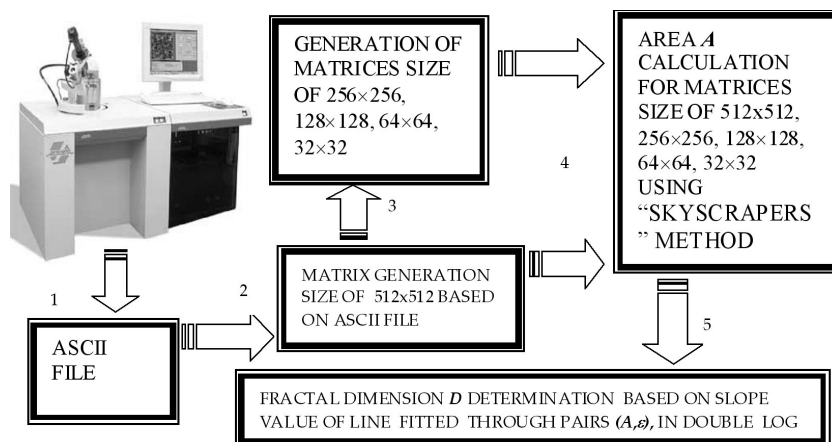 GENERATION OF
MATRICES SIZE
OF 256×256,
128×128, 64×64,
32×32
AREA A
CALCULATION
FOR MATRICES
SIZE OF 512x512,
256×256, 128×128,
64×64, 32×32
USING
“SKYSCRAPERS
” METHOD
4
3
1
2
MATRIX GENERATION
SIZE OF 512x512 BASED
ON ASCII FILE
5
ASCII
FILE
FRACTAL DIMENSION D DETERMINATION BASED ON SLOPE
VALUE OF LINE FITTED THROUGH PAIRS (A,ε), IN DOUBLE LOG